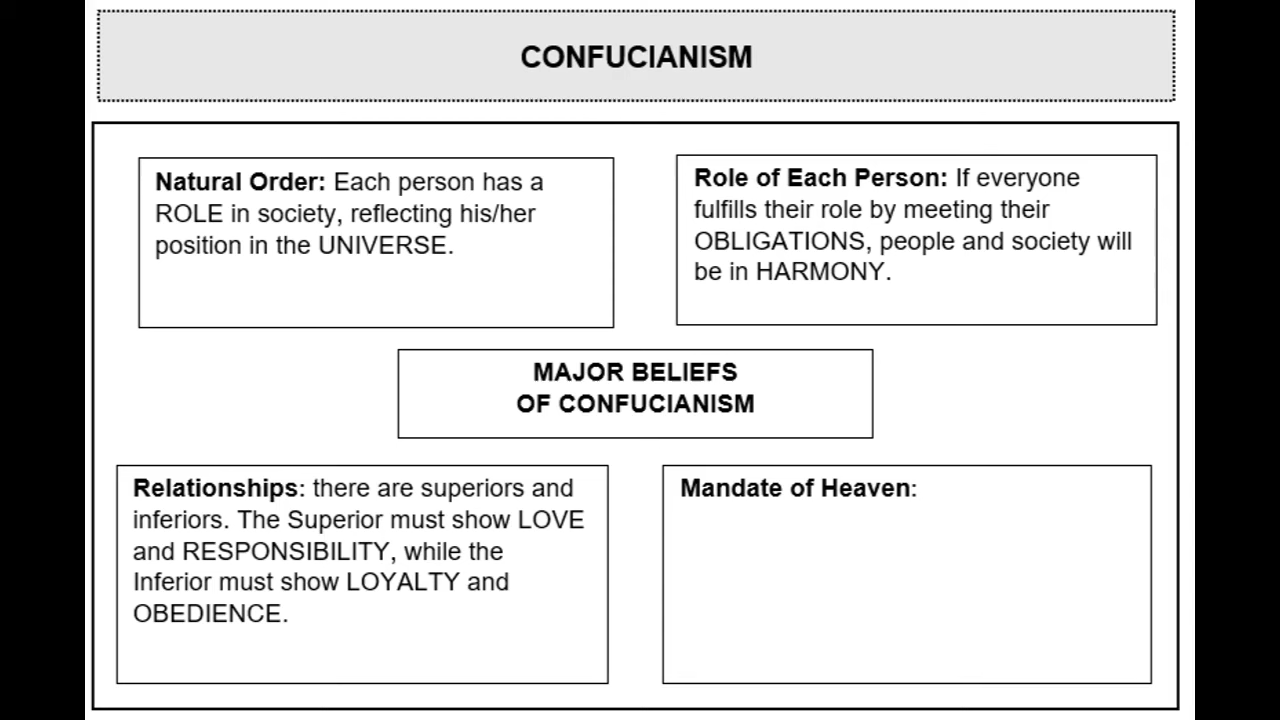 CONFUCIANISM
Natural Order: Each person has a
ROLE in society, reflecting his/her
position in the UNIVERSE.
Role of Each Person: If everyone
fulfills their role by meeting their
OBLIGATIONS, people and society will
be in HARMONY.
MAJOR BELIEFS
OF CONFUCIANISM
Relationships: there are superiors and
inferiors. The Superior must show LOVE
and RESPONSIBILITY, while the
Inferior must show LOYALTY and
OBEDIENCE.
Mandate of Heaven: